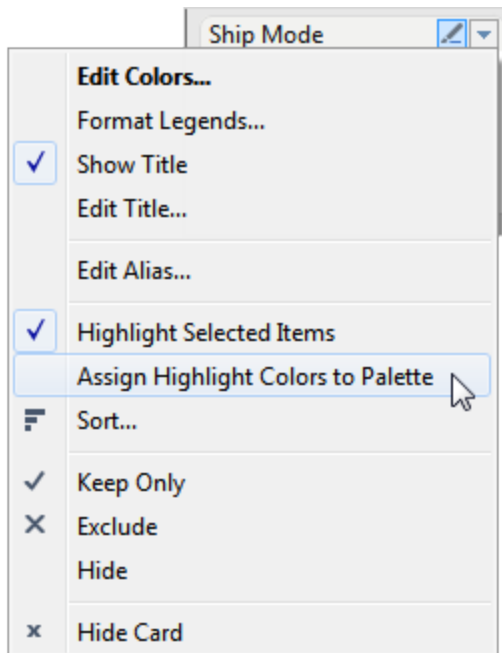 Ship Mode
Edit Colors...
Format Legends...
Show Title
Edit Title...
Edit Alias...
Highlight Selected Items
Assign Highlight Colors to Palette
Sort...
Keep Only
Exclude
Hide
Hide Card